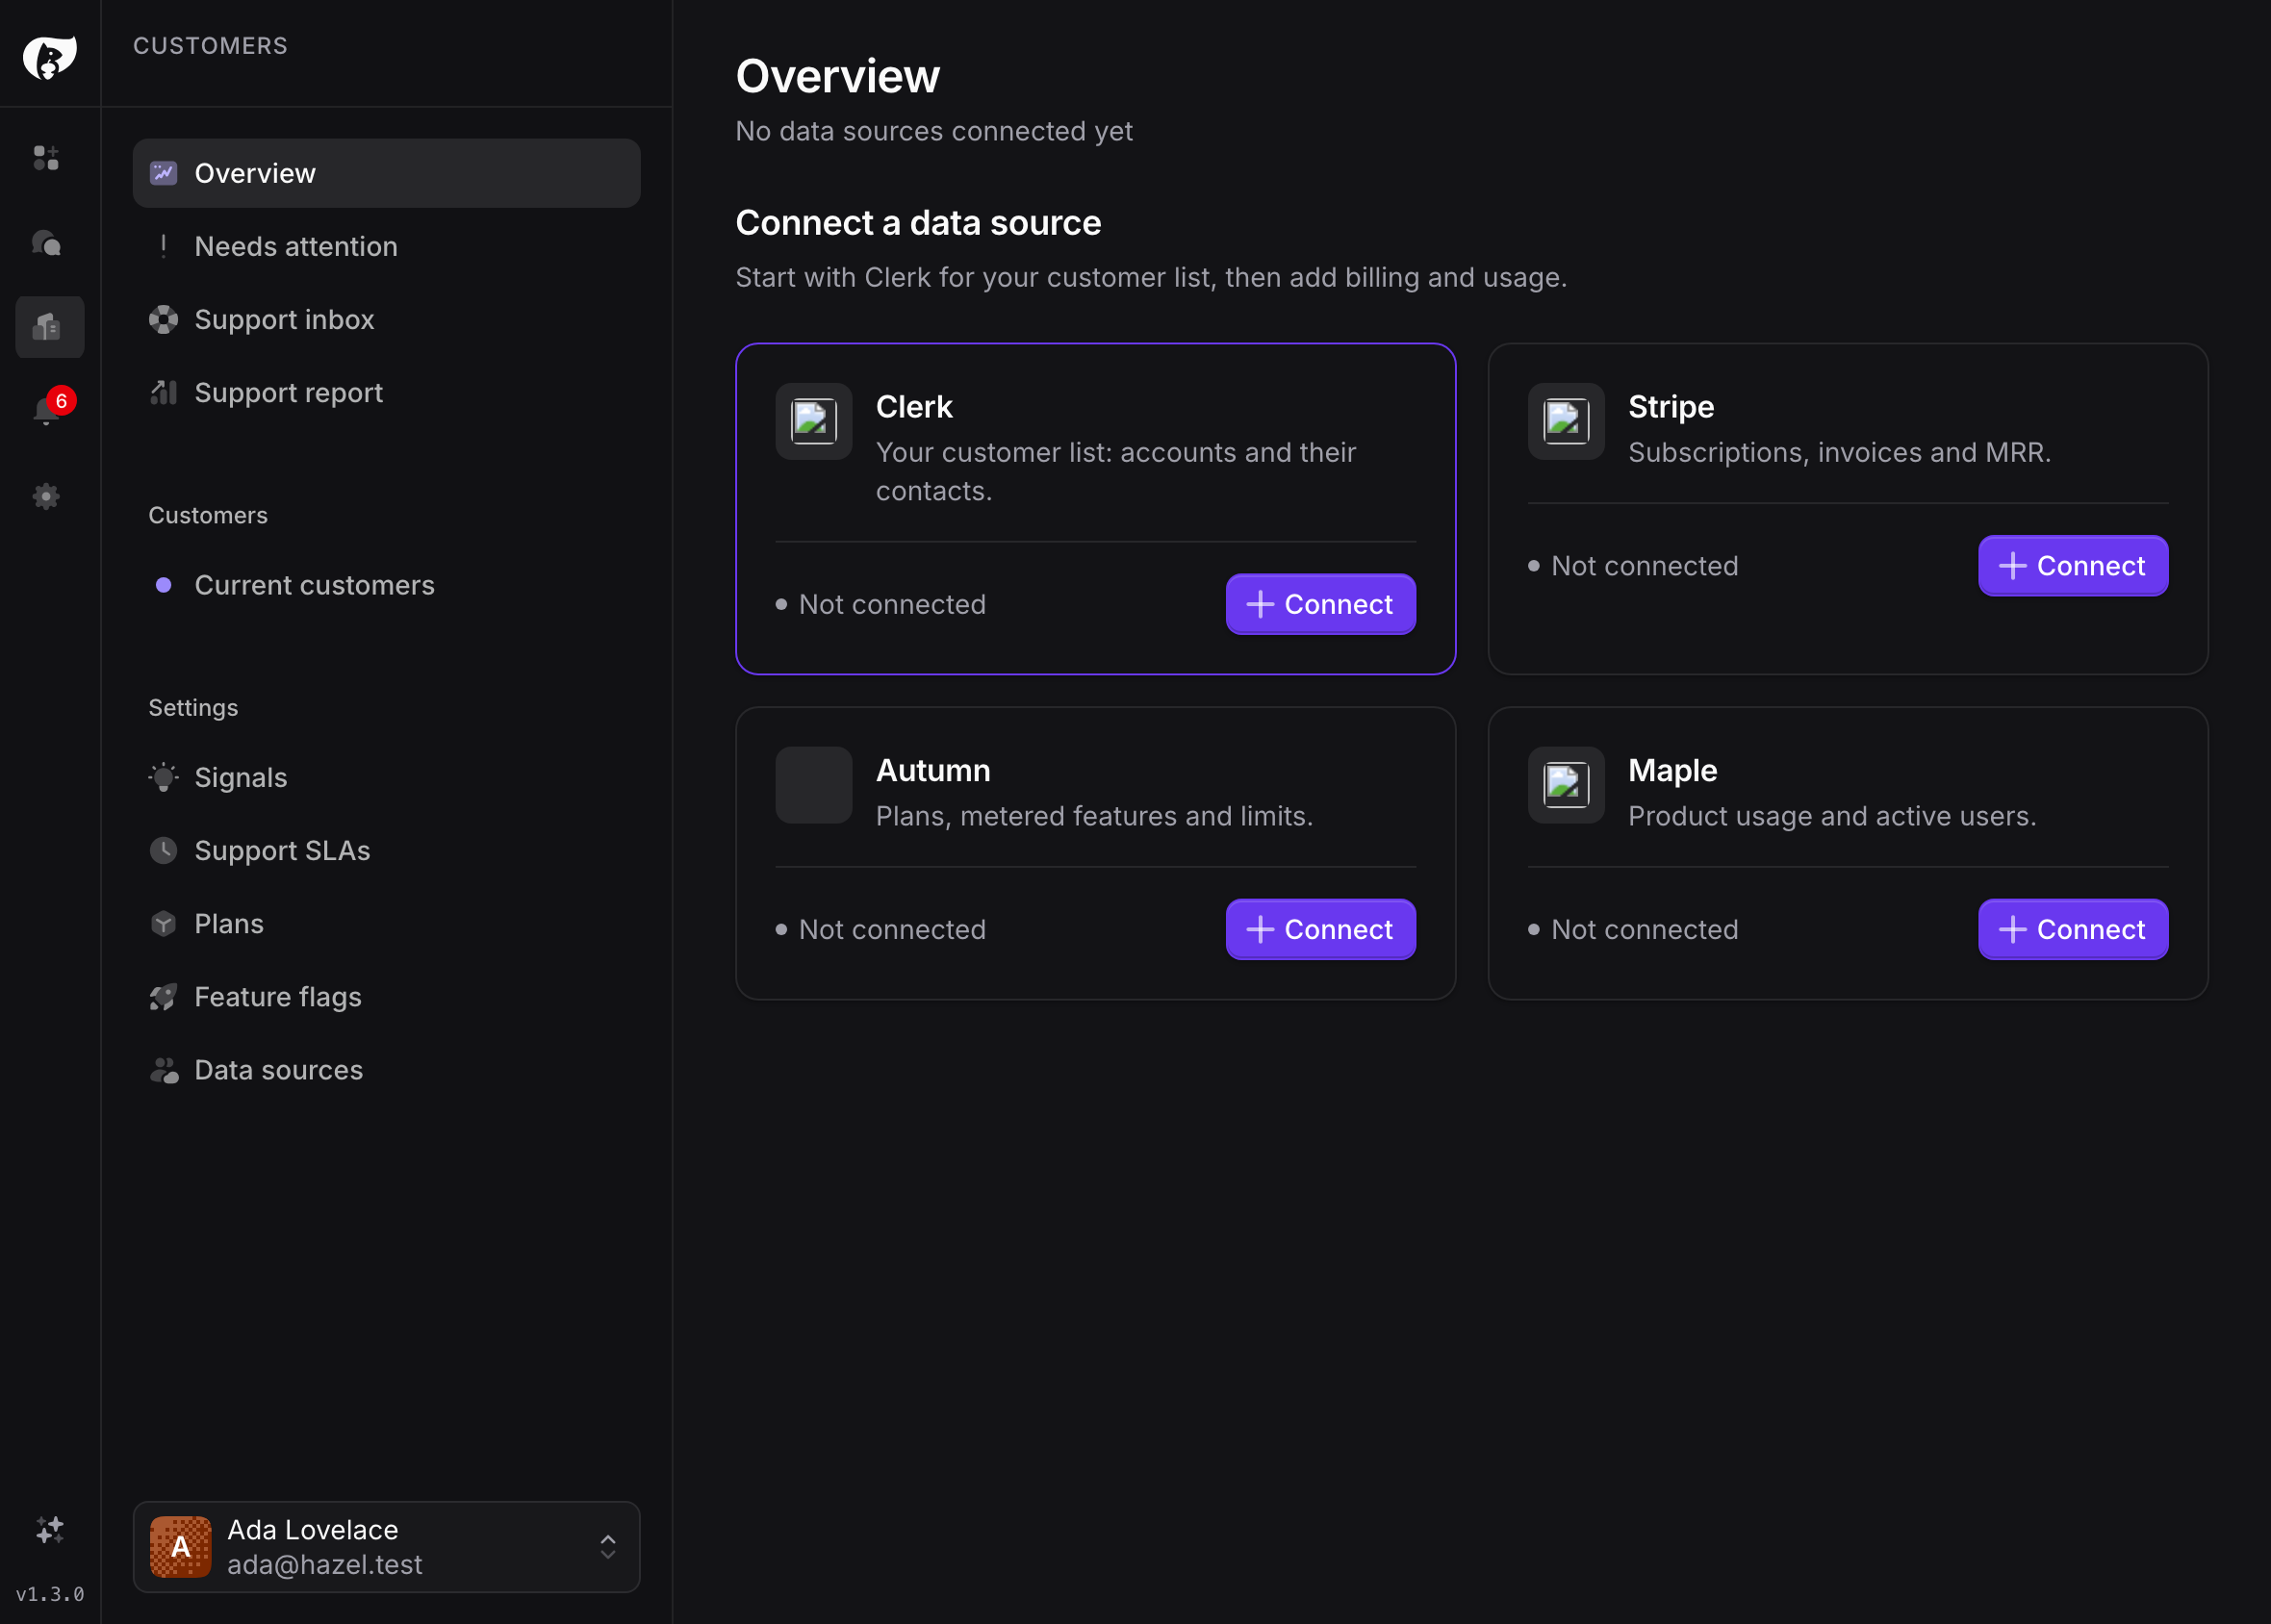 CUSTOMERS
Overview
Needs attention
Support inbox
Support report
6
Customers
Current customers
Settings
Signals
Support SLAs
Plans
Feature flags
Data sources
A
Ada Lovelace
ada@hazel.test
v1.3.0
Overview
No data sources connected yet
Connect a data source
Start with Clerk for your customer list, then add billing and usage.
Clerk
Your customer list: accounts and their
contacts.
Not connected
Connect
Stripe
Subscriptions, invoices and MRR.
Not connected
Connect
Autumn
Plans, metered features and limits.
Not connected
Connect
Maple
Product usage and active users.
Not connected
Connect